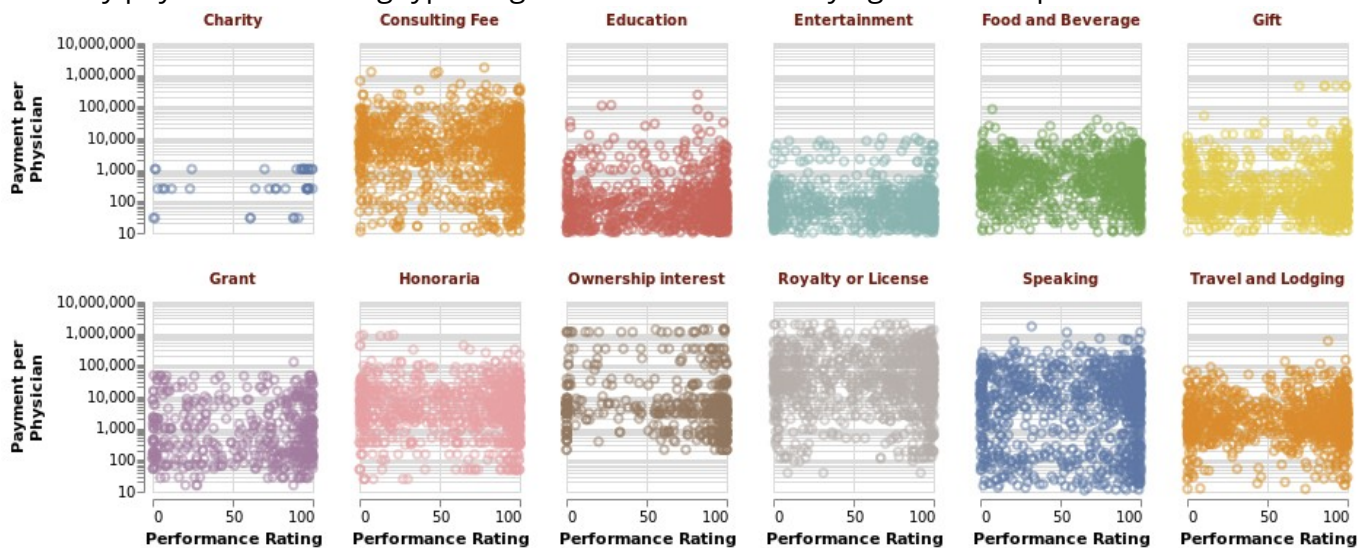 Charity Consulting Fee Education Entertainment Food and Beverage Gift
10,000,000
1,000,000
100,000
10,000
1,000
100
10
Payment per
Physician
Grant Honoraria Ownership interest Royalty or License Speaking Travel and Lodging
10,000,000
1,000,000
100,000
10,000
1,000
100
10
Payment per
Physician
0 50 100 0 50 100 0 50 100 0 50 100 0 50 100 0 50 100
Performance Rating Performance Rating Performance Rating Performance Rating Performance Rating Performance Rating